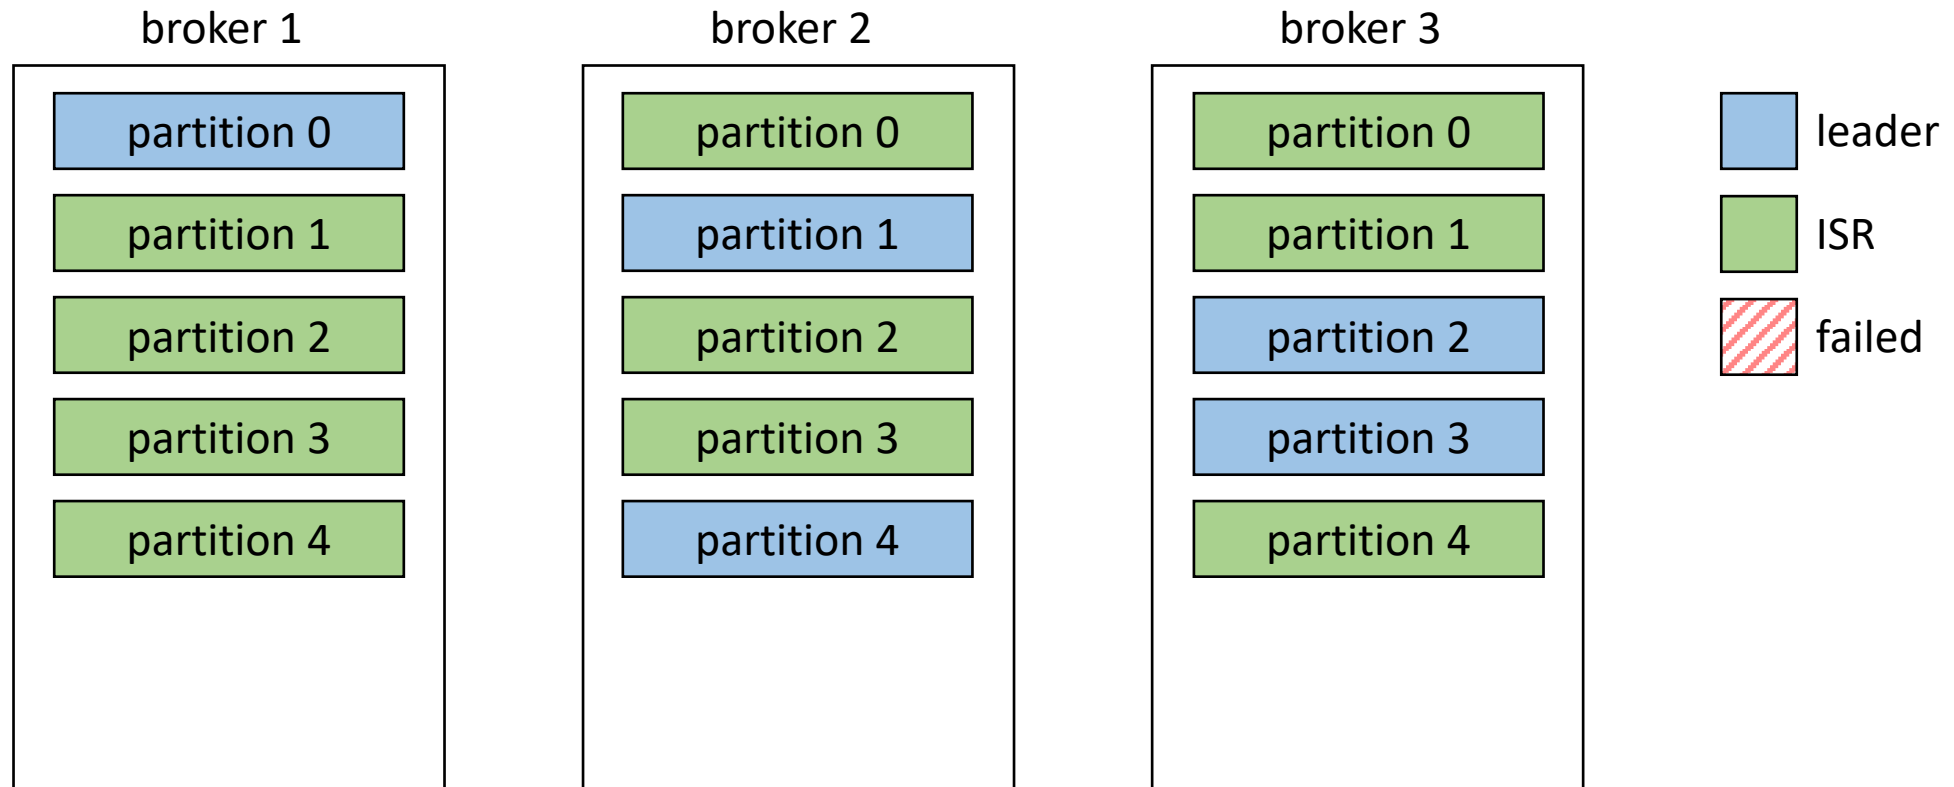 broker 1
partition 0
partition 1
partition 2
partition 3
partition 4
broker 2
partition 0
partition 1
partition 2
partition 3
partition 4
broker 3
partition 0
partition 1
partition 2
partition 3
partition 4
leader
ISR
failed